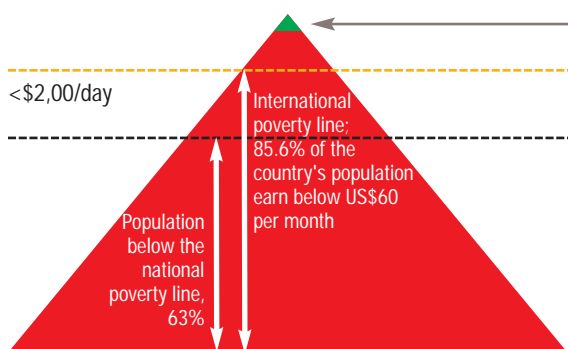 <$2,00/day
International
poverty line;
85.6% of the
country's population
earn below US$60
per month
Population
below the
national
poverty line,
63%